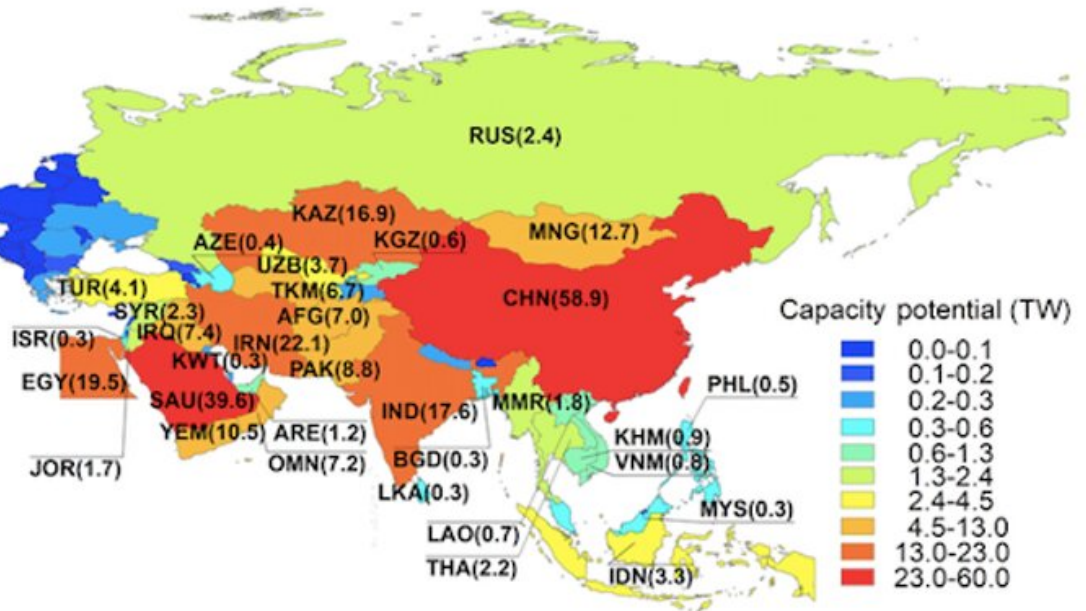 RUS(2.4)
KAZ(16.9)
MNG(12.7)
AZE(0.4)
KGZ(0.6)
UZB(3.7)
TUR(4.1)
TKM(6.7)
CHN(58.9)
SYR(2.3)
AFG(7.0)
ISR(0.3)
IRQ(7.4)
IRN(22.1)
KWT(0.3)
PAK(8.8)
EGY(19.5)
SAU(39.6)
IND(17.6)
MMR(1.8)
PHL(0.5)
YEM(10.5)
ARE(1.2)
KHM(0.9)
JOR(1.7)
OMN(7.2)
BGD(0.3)
VNM(0.8)
LKA(0.3)
MYS(0.3)
LAO(0.7)
THA(2.2)
IDN(3.3)
Capacity potential (TW)
0.0-0.1
0.1-0.2
0.2-0.3
0.3-0.6
0.6-1.3
1.3-2.4
2.4-4.5
4.5-13.0
13.0-23.0
23.0-60.0